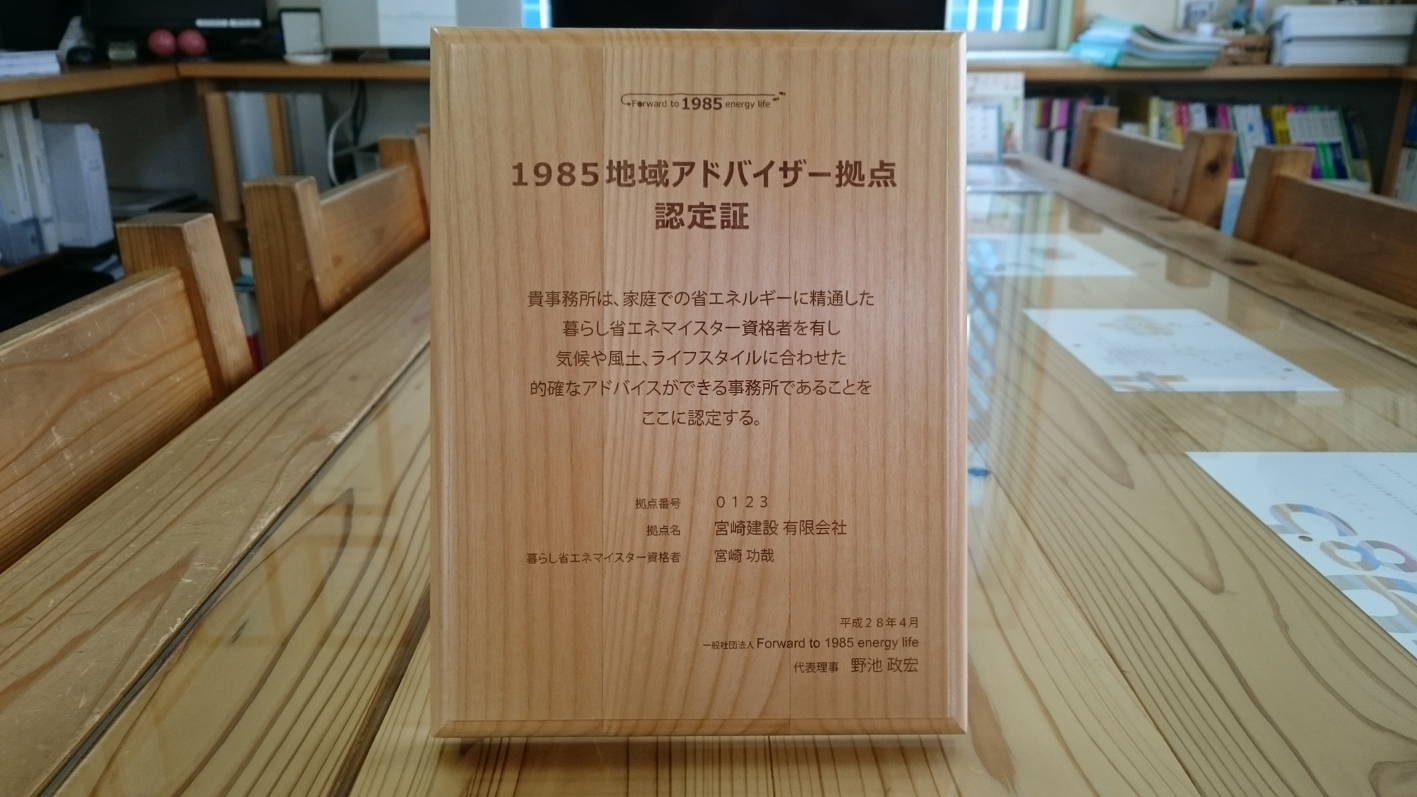 Forward to 1985 energy life
1985地域アドバイザー拠点
認定証
貴事務所は、家庭での省エネルギーに精通した
暮らし省エネマイスター資格者を有し
気候や風土、ライフスタイルに合わせた
的確なアドバイスができる事務所であることを
ここに認定する。
拠点番号 0123
拠点名 宮崎建設 有限会社
暮らし省エネマイスター資格者 宮崎 功哉
平成28年4月
一般社団法人 Forward to 1985 energy life
代表理事 野池 政宏